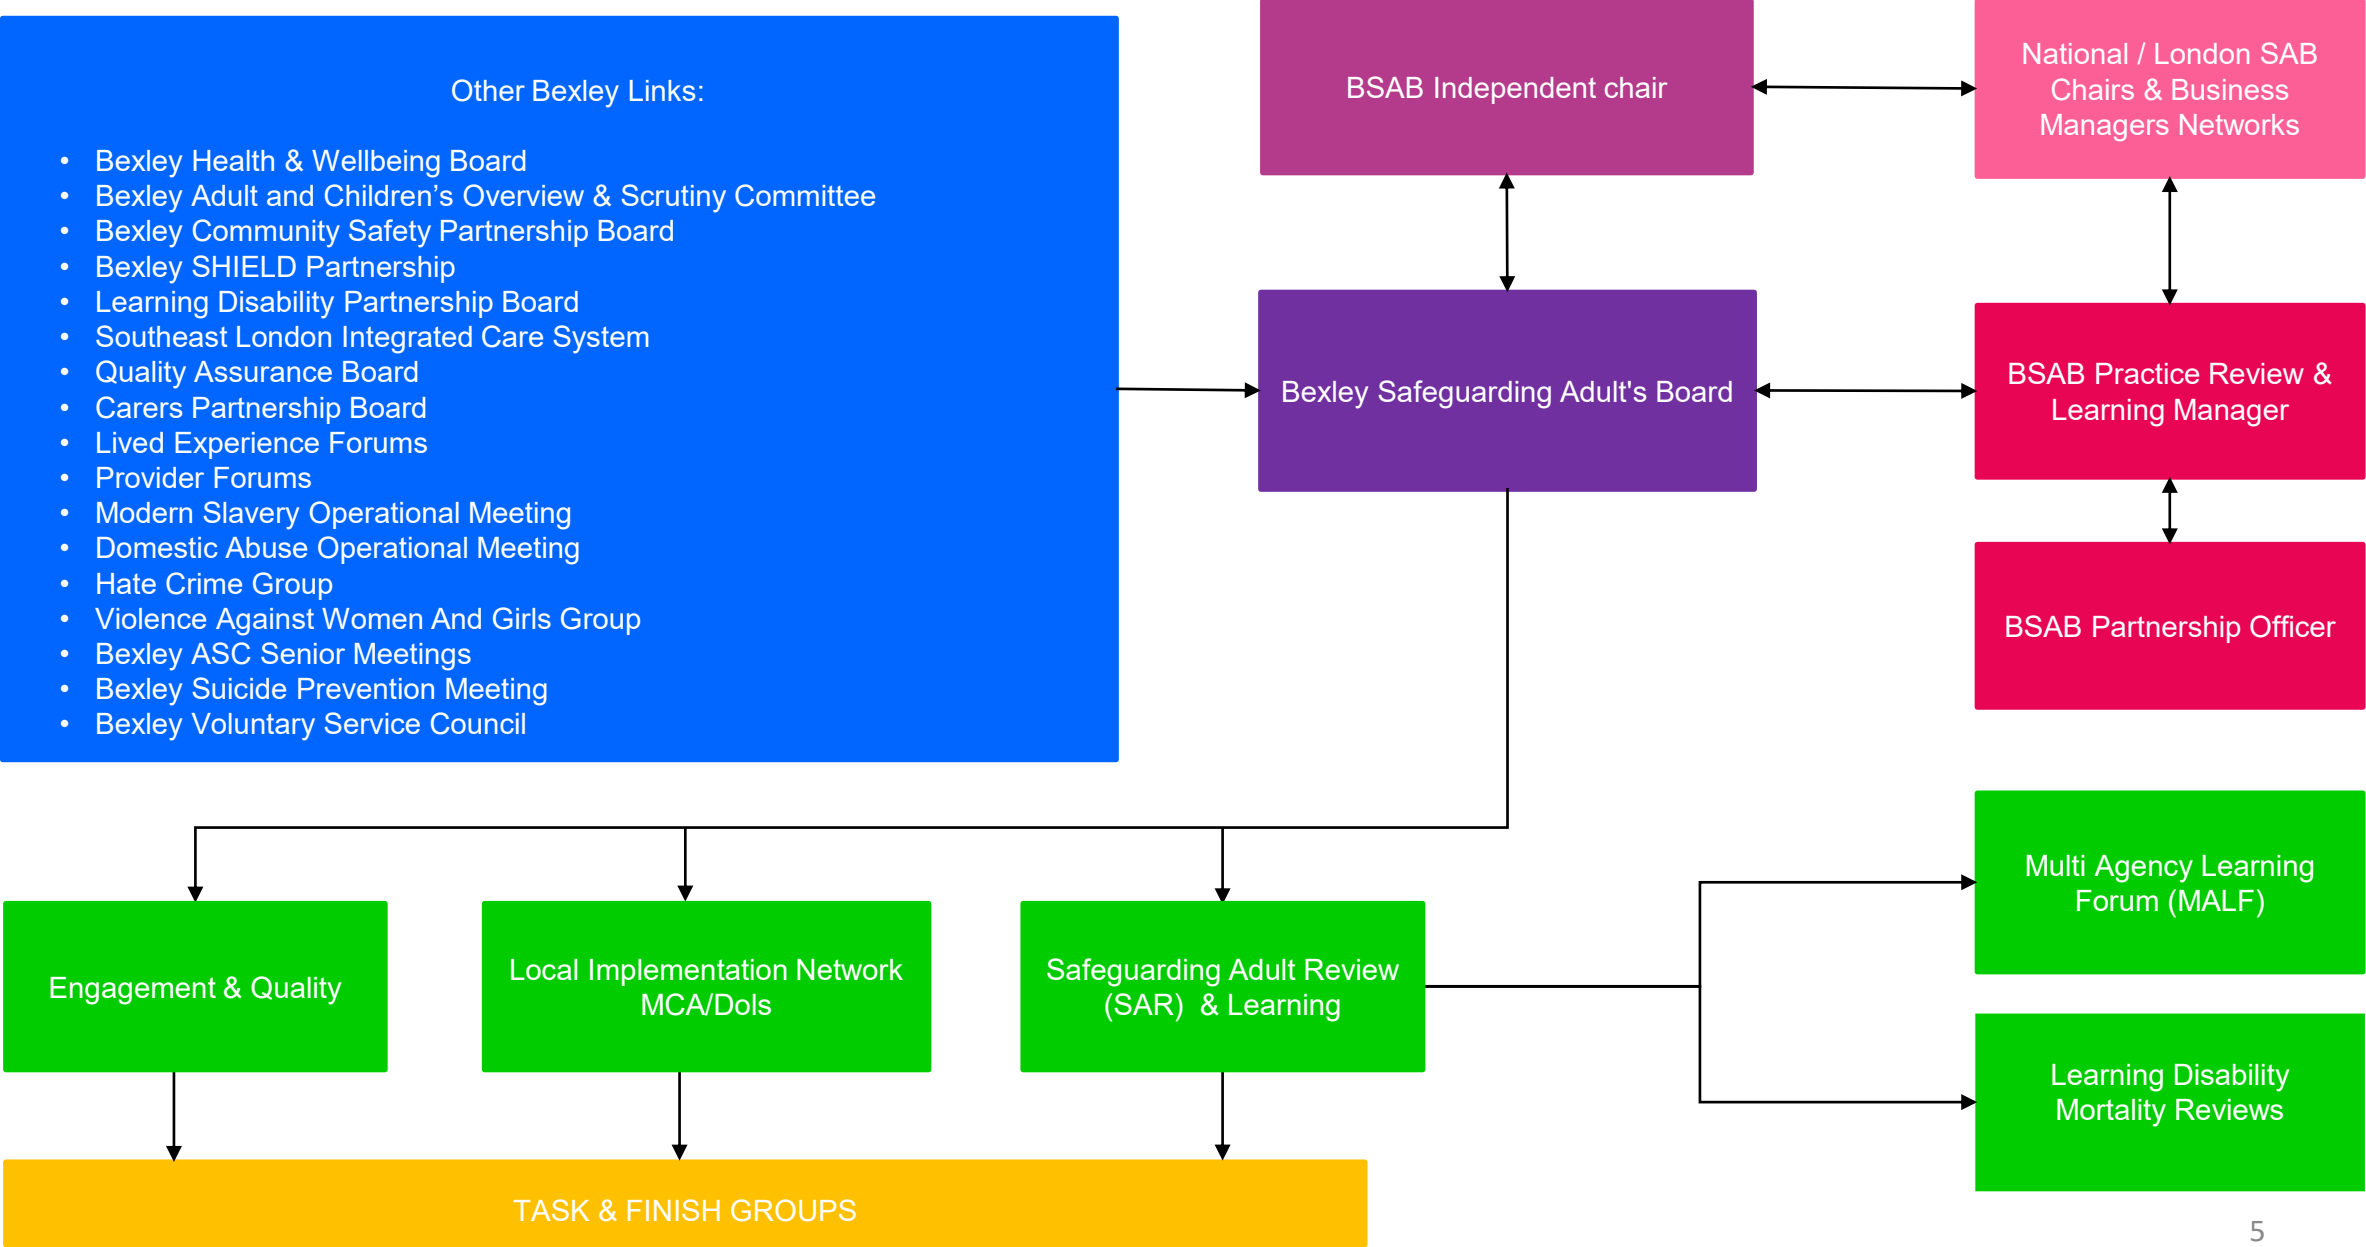 Other Bexley Links:
• Bexley Health & Wellbeing Board
• Bexley Adult and Children’s Overview & Scrutiny Committee
• Bexley Community Safety Partnership Board
• Bexley SHIELD Partnership
• Learning Disability Partnership Board
• Southeast London Integrated Care System
• Quality Assurance Board
• Carers Partnership Board
• Lived Experience Forums
• Provider Forums
• Modern Slavery Operational Meeting
• Domestic Abuse Operational Meeting
• Hate Crime Group
• Violence Against Women And Girls Group
• Bexley ASC Senior Meetings
• Bexley Suicide Prevention Meeting
• Bexley Voluntary Service Council
BSAB Independent chair
National / London SAB
Chairs & Business
Managers Networks
Bexley Safeguarding Adult's Board
BSAB Practice Review &
Learning Manager
BSAB Partnership Officer
Engagement & Quality
Local Implementation Network
MCA/Dols
Safeguarding Adult Review
(SAR)  & Learning
Multi Agency Learning
Forum (MALF)
Learning Disability
Mortality Reviews
TASK & FINISH GROUPS
5